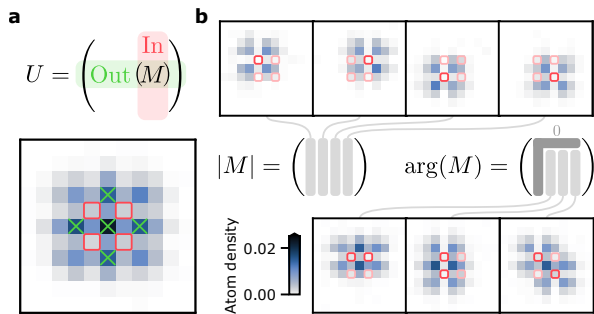 a
In
U = ( Out (M) )
b
0
|M| = ( )
arg(M) = ( )
Atom density
0.02
0.00